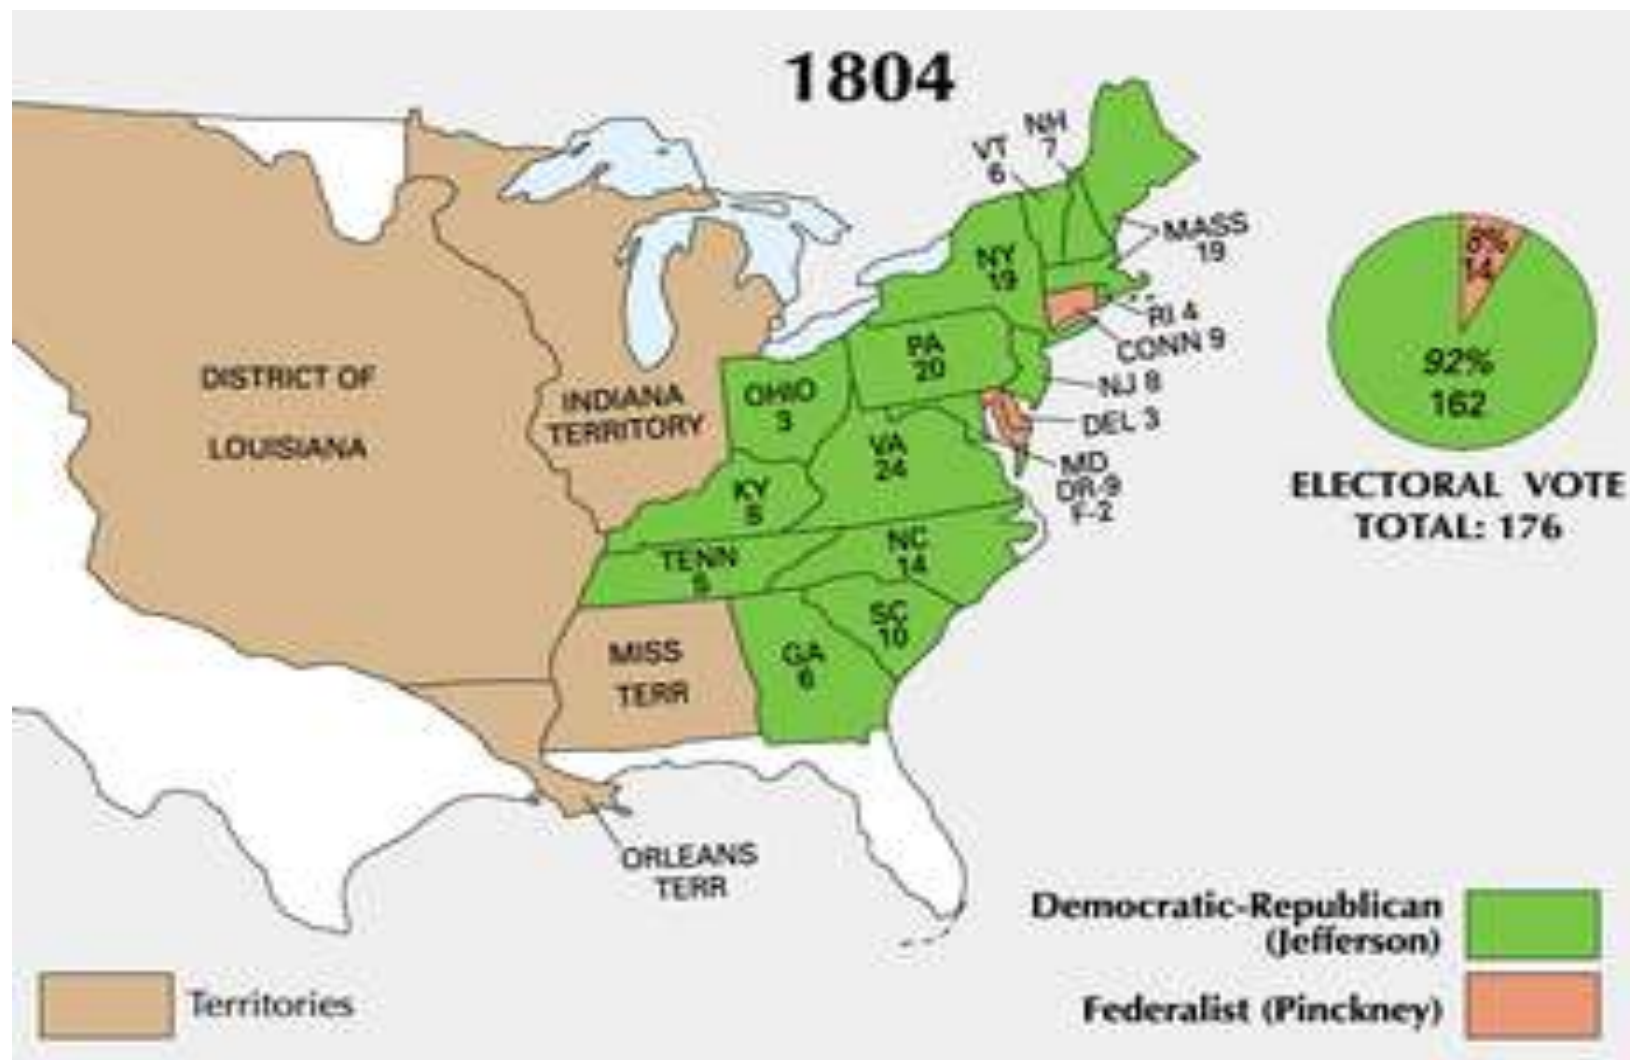 1804
NH
7
VT
6
MASS
19
NY
19
RI 4
CONN 9
PA
20
NJ 8
DEL 3
MD
DR-9
F-2
OHIO
3
VA
24
KY
8
TENN
5
NC
14
SC
10
GA
6
DISTRICT OF
LOUISIANA
INDIANA
TERRITORY
MISS
TERR
ORLEANS
TERR
8%
14
92%
162
ELECTORAL VOTE
TOTAL: 176
Democratic-Republican
(Jefferson)
Federalist (Pinckney)
Territories